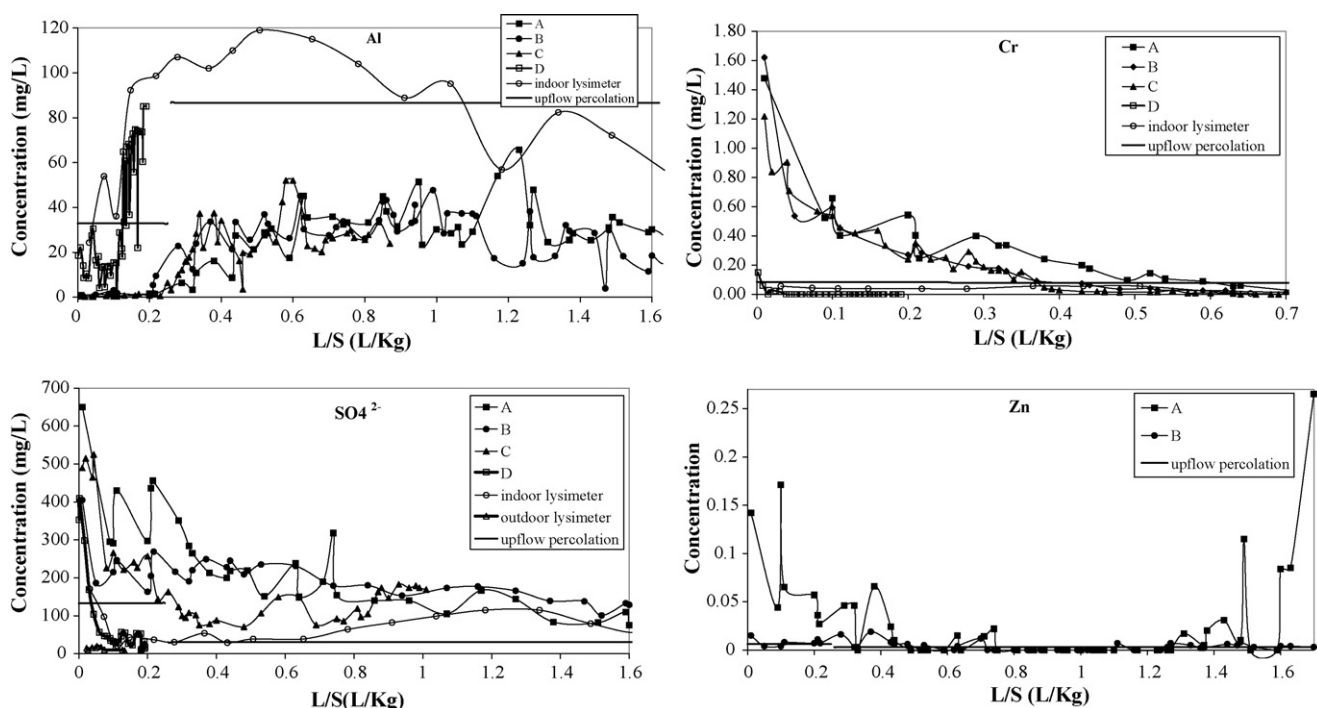 Al
A
B
C
D
indoor lysimeter
upflow percolation
Concentration (mg/L)
120
100
80
60
40
20
0
0 0.2 0.4 0.6 0.8 1 1.2 1.4 1.6
L/S (L/Kg)
Cr
A
B
C
D
indoor lysimeter
upflow percolation
Concentration (mg/L)
1.80
1.60
1.40
1.20
1.00
0.80
0.60
0.40
0.20
0.00
0 0.1 0.2 0.3 0.4 0.5 0.6 0.7
L/S (L/Kg)
SO4 2-
A
B
C
D
indoor lysimeter
outdoor lysimeter
upflow percolation
Concentration (mg/L)
700
600
500
400
300
200
100
0
0 0.2 0.4 0.6 0.8 1 1.2 1.4 1.6
L/S(L/Kg)
Zn
A
B
upflow percolation
Concentration
0.25
0.2
0.15
0.1
0.05
0
0 0.2 0.4 0.6 0.8 1 1.2 1.4 1.6
L/S (L/Kg)